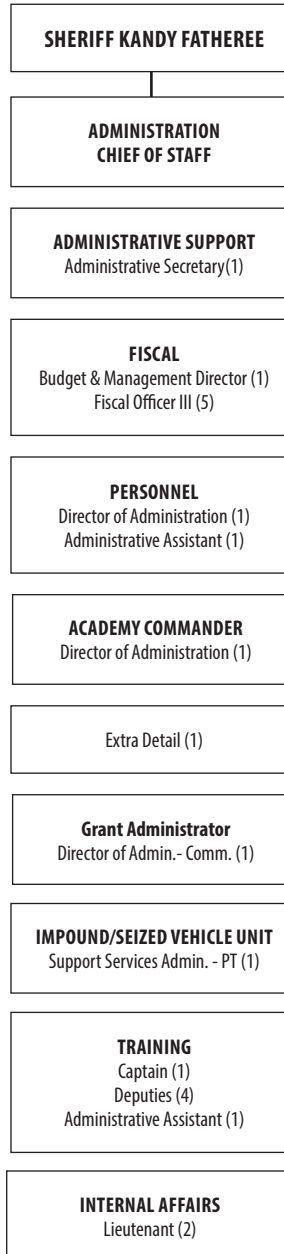 SHERIFF KANDY FATHEREE
ADMINISTRATION
CHIEF OF STAFF
ADMINISTRATIVE SUPPORT
Administrative Secretary(1)
FISCAL
Budget & Management Director (1)
Fiscal Officer III (5)
PERSONNEL
Director of Administration (1)
Administrative Assistant (1)
ACADEMY COMMANDER
Director of Administration (1)
Extra Detail (1)
Grant Administrator
Director of Admin.- Comm. (1)
IMPOUND/SEIZED VEHICLE UNIT
Support Services Admin. - PT (1)
TRAINING
Captain (1)
Deputies (4)
Administrative Assistant (1)
INTERNAL AFFAIRS
Lieutenant (2)